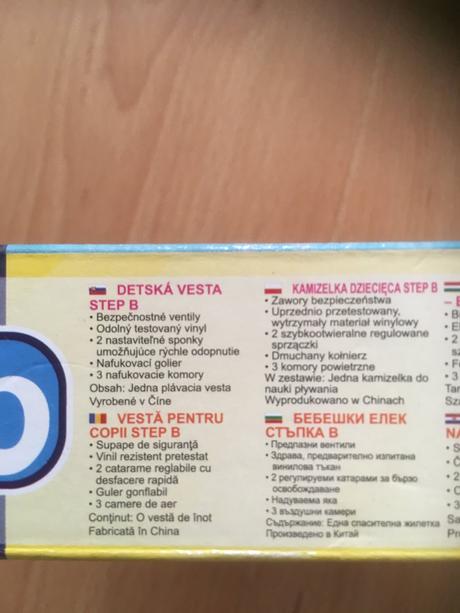 DETSKÁ VESTA
STEP B
• Bezpečnostné ventily
• Odolný testovaný vinyl
• 2 nastaviteľné sponky
umožňujúce rýchle odopnutie
• Nafukovací golier
• 3 nafukovacie komory
Obsah: Jedna plávacia vesta
Vyrobené v Číne
KAMIZELKA DZIECIĘCA STEP B
• Zawory bezpieczeństwa
• Uprzednio przetestowany,
wytrzymały materiał winylowy
• 2 szybkootwieralne regulowane
sprzączki
• Dmuchany kołnierz
• 3 komory powietrzne
W zestawie: Jedna kamizelka do
nauki pływania
Wyprodukowano w Chinach
VESTĂ PENTRU
COPII STEP B
• Supape de siguranţă
• Vinil rezistent pretestat
• 2 catarame reglabile cu
desfacere rapidă
• Guler gonflabil
• 3 camere de aer
Conţinut: O vestă de înot
Fabricată în China
БЕБЕШКИ ЕЛЕК
СТЪПКА B
• Предпазни вентили
• Здрава, предварително изпитана
винилова тъкан
• 2 регулируеми катарами за бързо
освобождаване
• Надуваема яка
• 3 въздушни камери
Съдържание: Една спасителна жилетка
Произведено в Китай